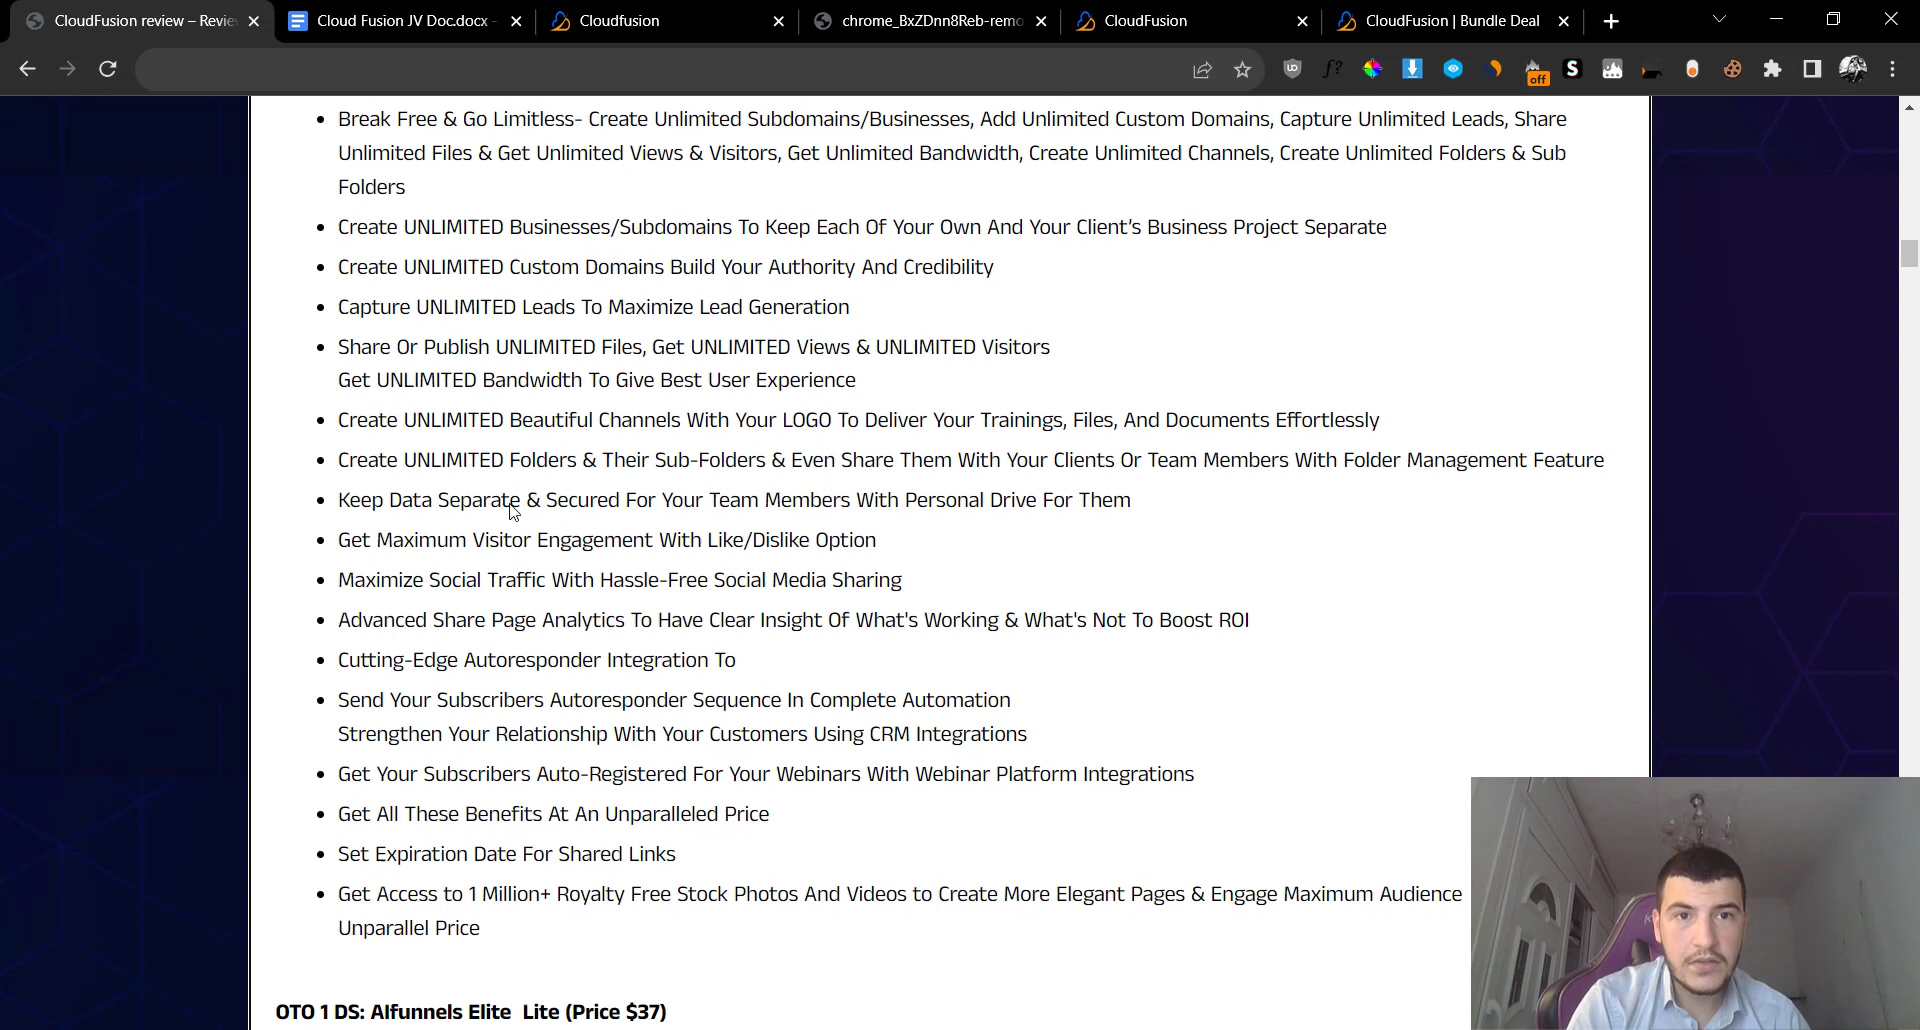 CloudFusion review – Revie
Cloud Fusion JV Doc.docx -
Cloudfusion
chrome_BxZDnn8Reb-remo
CloudFusion
CloudFusion | Bundle Deal
off
Break Free & Go Limitless- Create Unlimited Subdomains/Businesses, Add Unlimited Custom Domains, Capture Unlimited Leads, Share
Unlimited Files & Get Unlimited Views & Visitors, Get Unlimited Bandwidth, Create Unlimited Channels, Create Unlimited Folders & Sub
Folders
Create UNLIMITED Businesses/Subdomains To Keep Each Of Your Own And Your Client’s Business Project Separate
Create UNLIMITED Custom Domains Build Your Authority And Credibility
Capture UNLIMITED Leads To Maximize Lead Generation
Share Or Publish UNLIMITED Files, Get UNLIMITED Views & UNLIMITED Visitors
Get UNLIMITED Bandwidth To Give Best User Experience
Create UNLIMITED Beautiful Channels With Your LOGO To Deliver Your Trainings, Files, And Documents Effortlessly
Create UNLIMITED Folders & Their Sub-Folders & Even Share Them With Your Clients Or Team Members With Folder Management Feature
Keep Data Separate & Secured For Your Team Members With Personal Drive For Them
Get Maximum Visitor Engagement With Like/Dislike Option
Maximize Social Traffic With Hassle-Free Social Media Sharing
Advanced Share Page Analytics To Have Clear Insight Of What's Working & What's Not To Boost ROI
Cutting-Edge Autoresponder Integration To
Send Your Subscribers Autoresponder Sequence In Complete Automation
Strengthen Your Relationship With Your Customers Using CRM Integrations
Get Your Subscribers Auto-Registered For Your Webinars With Webinar Platform Integrations
Get All These Benefits At An Unparalleled Price
Set Expiration Date For Shared Links
Get Access to 1 Million+ Royalty Free Stock Photos And Videos to Create More Elegant Pages & Engage Maximum Audience
Unparallel Price
OTO 1 DS: AIfunnels Elite Lite (Price $37)